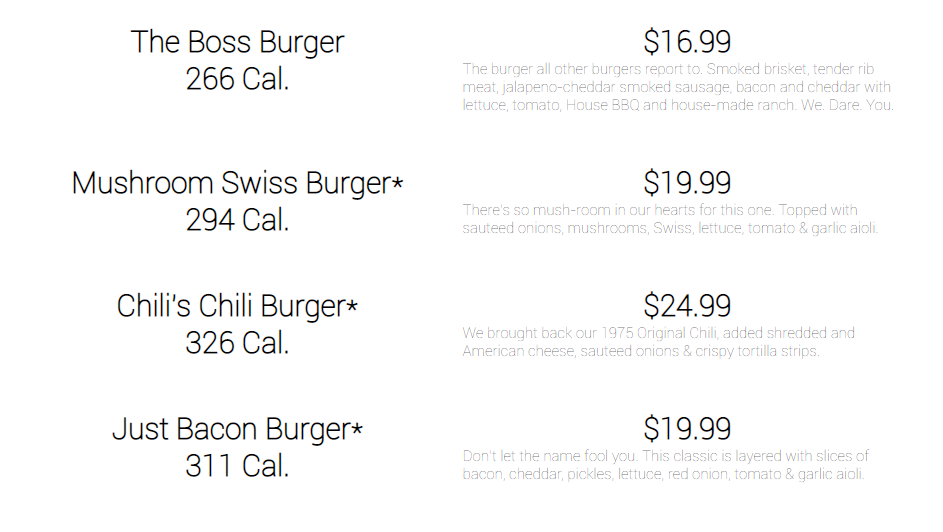 The Boss Burger
266 Cal.
$16.99
The burger all other burgers report to. Smoked brisket, tender rib
meat, jalapeno-cheddar smoked sausage, bacon and cheddar with
lettuce, tomato, House BBQ and house-made ranch. We. Dare. You.
Mushroom Swiss Burger*
294 Cal.
$19.99
There's so mush-room in our hearts for this one. Topped with
sauteed onions, mushrooms, Swiss, lettuce, tomato & garlic aioli.
Chili's Chili Burger*
326 Cal.
$24.99
We brought back our 1975 Original Chili, added shredded and
American cheese, sauteed onions & crispy tortilla strips.
Just Bacon Burger*
311 Cal.
$19.99
Don't let the name fool you. This classic is layered with slices of
bacon, cheddar, pickles, lettuce, red onion, tomato & garlic aioli.